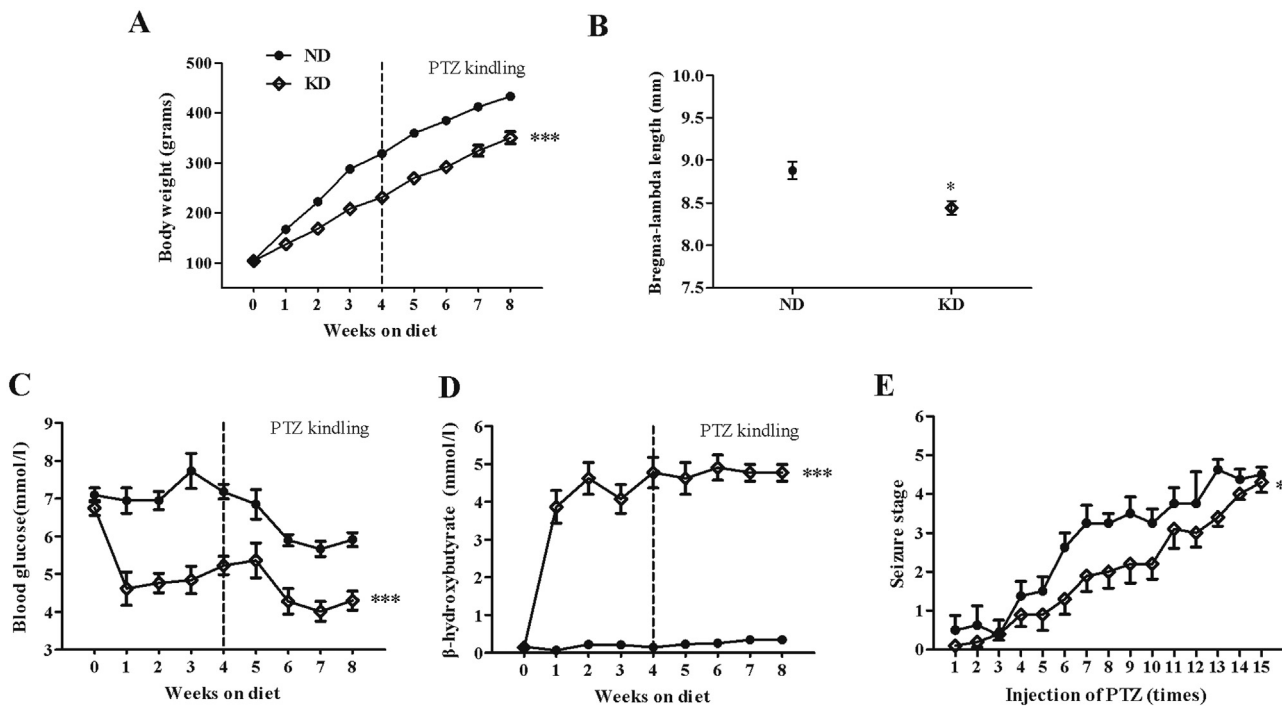 A
ND
KD
PTZ kindling
500
400
300
200
100
Body weight (grams)
***
0 1 2 3 4 5 6 7 8
Weeks on diet
B
10.0
9.5
9.0
8.5
8.0
7.5
Bregma-lambda length (mm)
*
ND KD
C
PTZ kindling
9
8
7
6
5
4
3
Blood glucose(mmol/l)
***
0 1 2 3 4 5 6 7 8
Weeks on diet
D
PTZ kindling
6
5
4
3
2
1
0
β-hydroxybutyrate (mmol/l)
***
0 1 2 3 4 5 6 7 8
Weeks on diet
E
6
5
4
3
2
1
0
Seizure stage
*
1 2 3 4 5 6 7 8 9 10 11 12 13 14 15
Injection of PTZ (times)